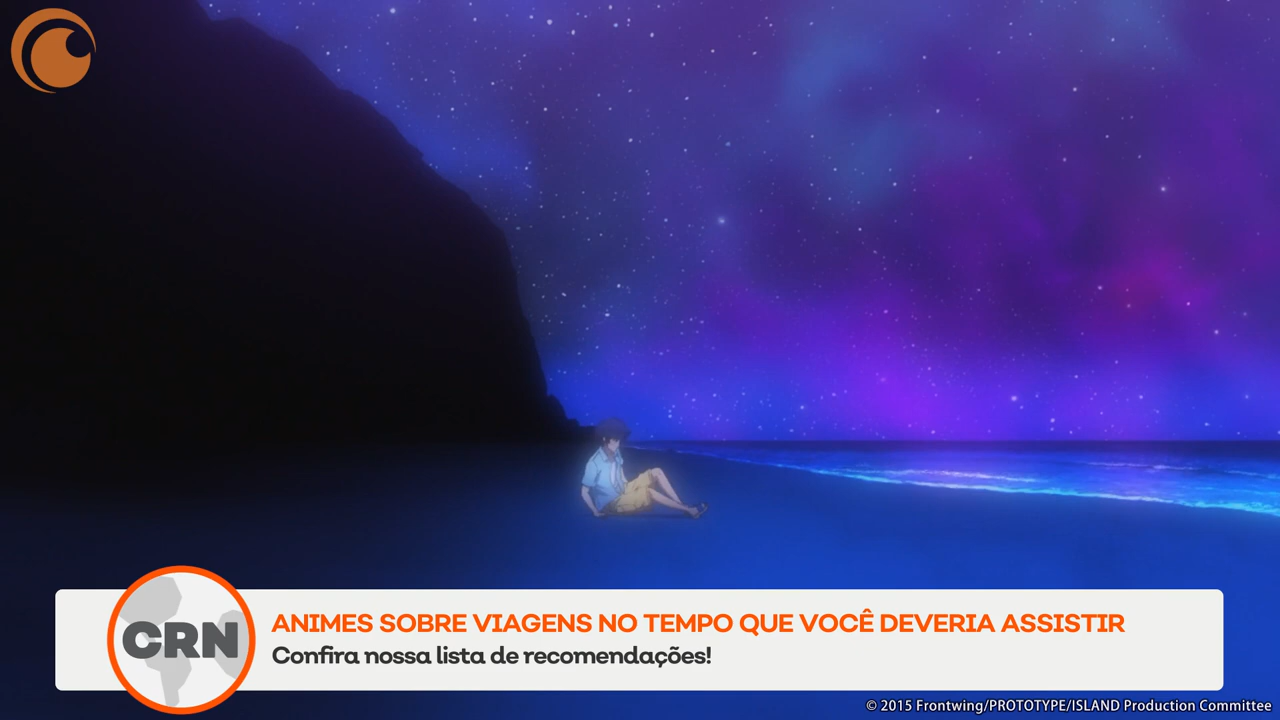 CRN
ANIMES SOBRE VIAGENS NO TEMPO QUE VOCÊ DEVERIA ASSISTIR
Confira nossa lista de recomendações!
© 2015 Frontwing/PROTOTYPE/ISLAND Production Committee